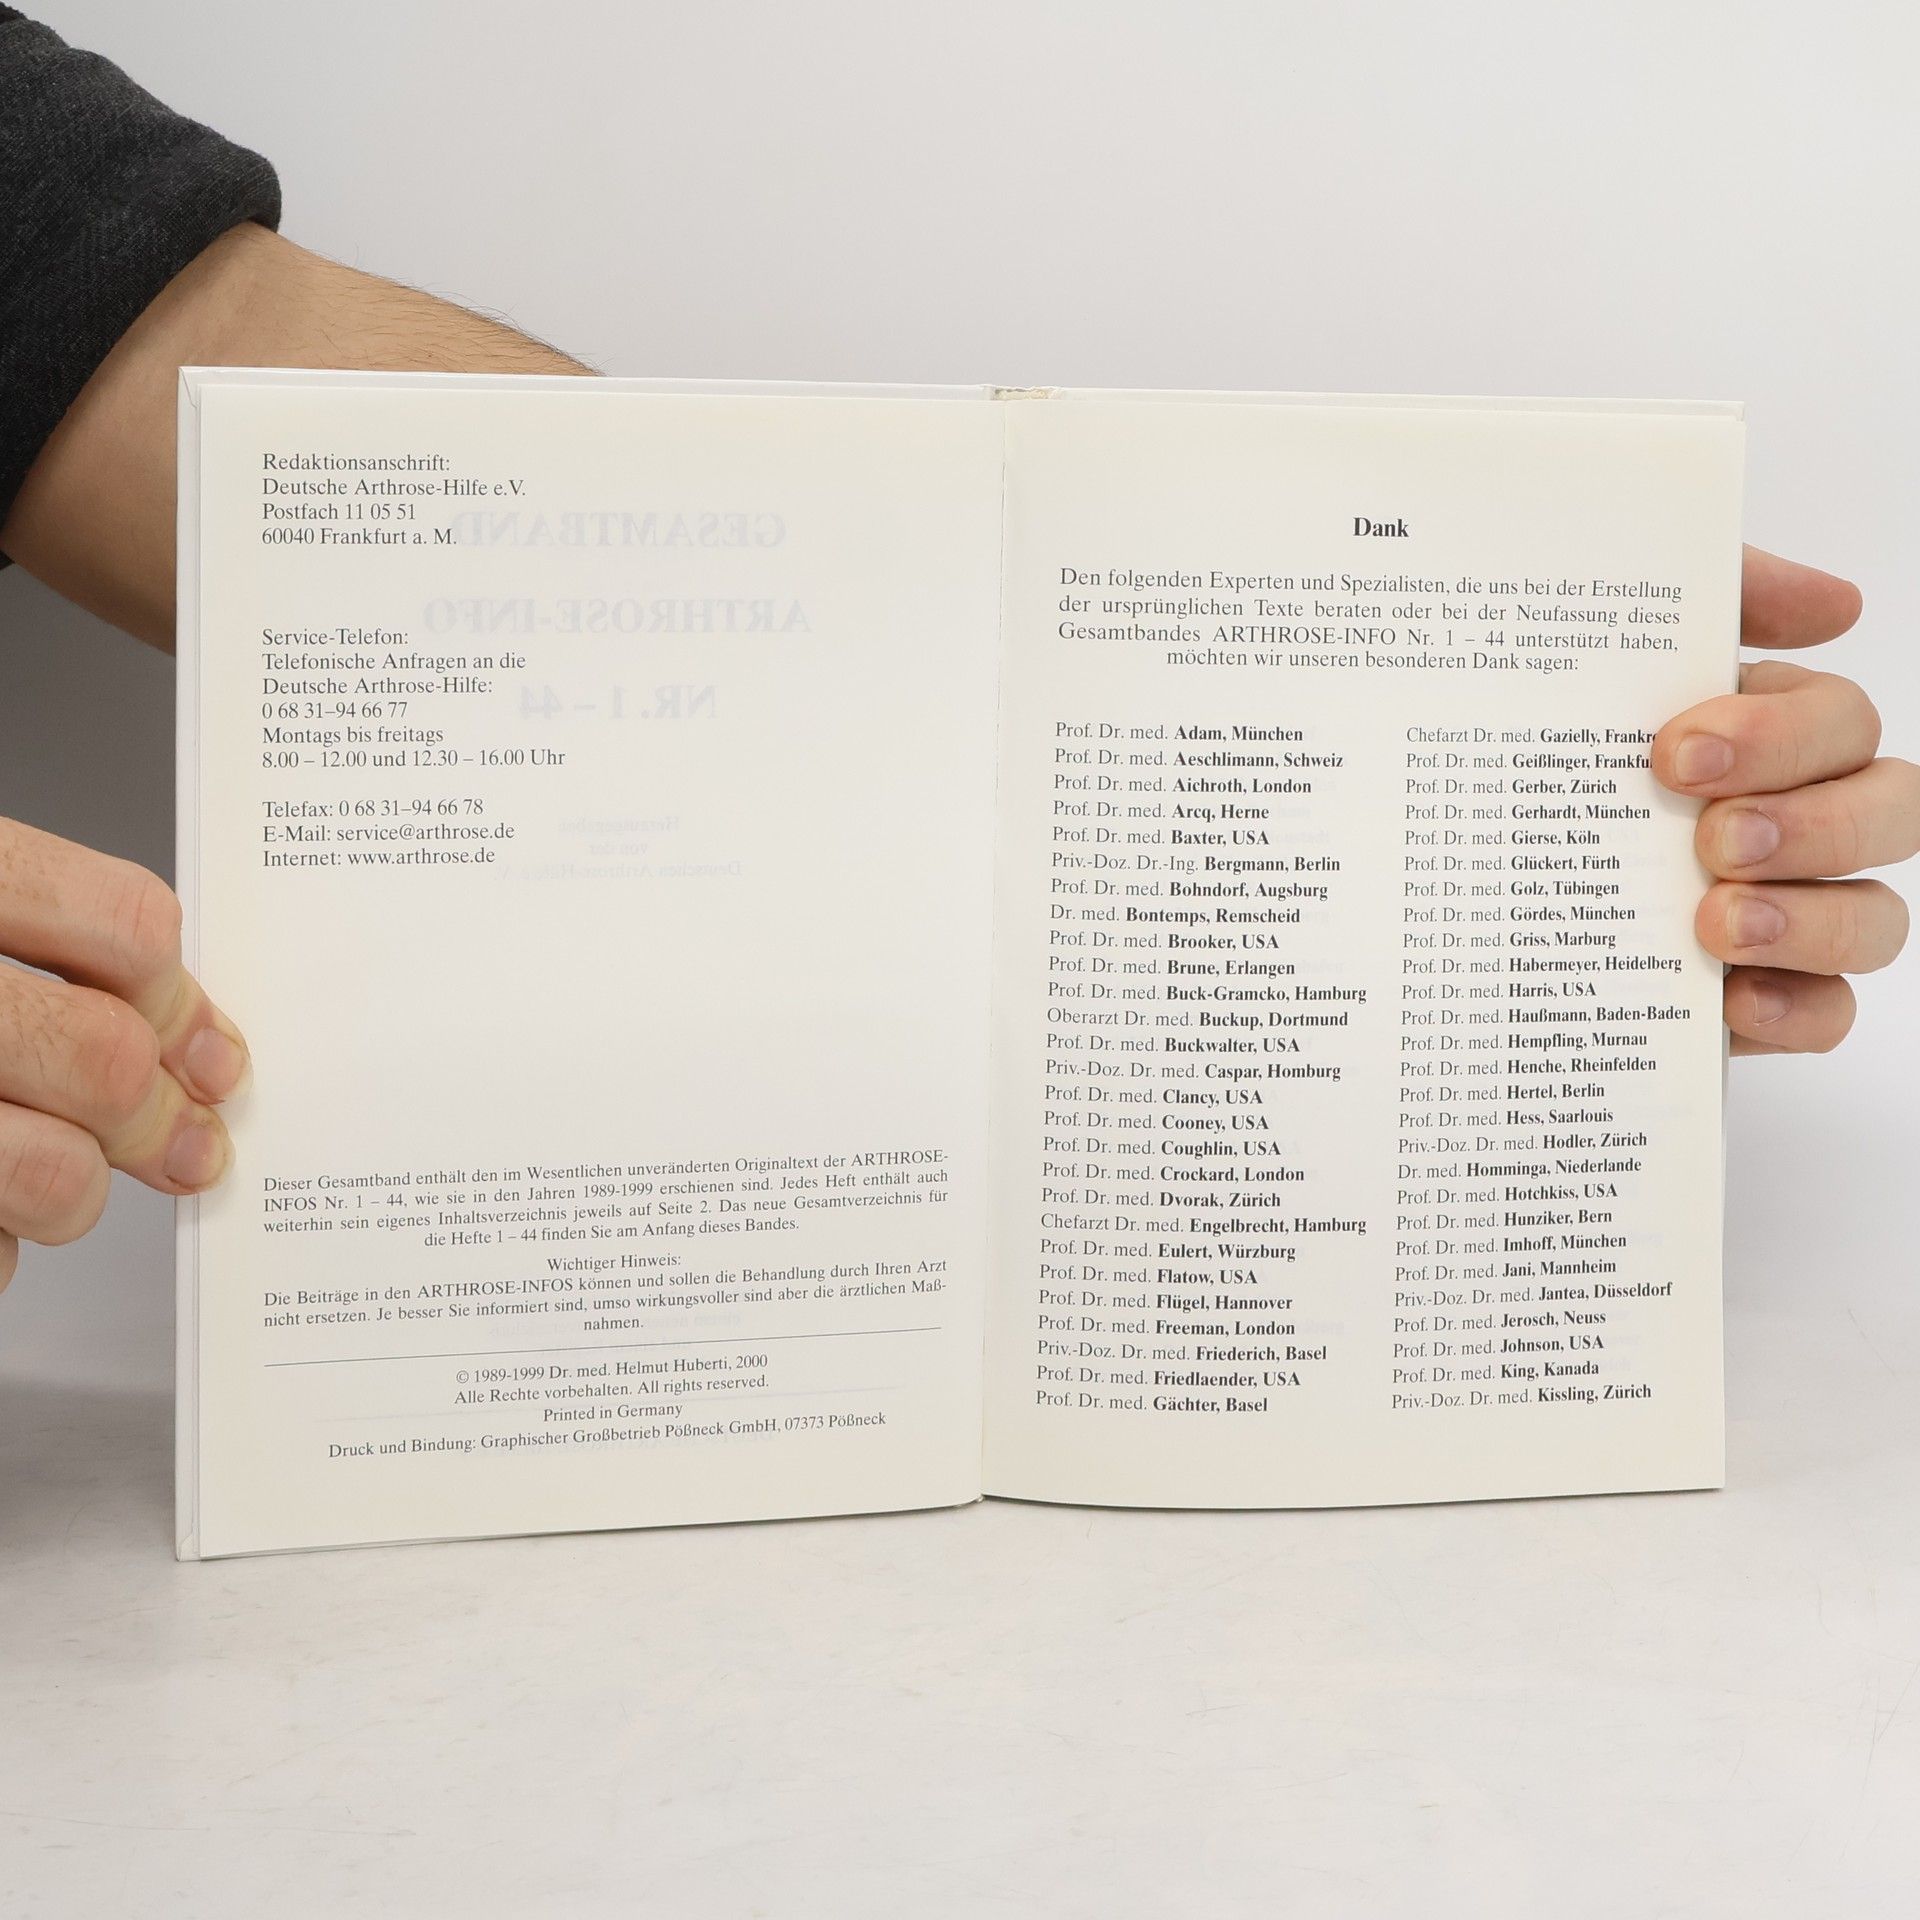 Redaktionsanschrift:
Deutsche Arthrose-Hilfe e.V.
Postfach 11 05 51
60040 Frankfurt a. M.
Service-Telefon:
Telefonische Anfragen an die
Deutsche Arthrose-Hilfe:
0 68 31–94 66 77
Montags bis freitags
8.00 – 12.00 und 12.30 – 16.00 Uhr
Telefax: 0 68 31–94 66 78
E-Mail: service@arthrose.de
Internet: www.arthrose.de
Dieser Gesamtband enthält den im Wesentlichen unveränderten Originaltext der ARTHROSE-
INFOS Nr. 1 – 44, wie sie in den Jahren 1989-1999 erschienen sind. Jedes Heft enthält auch
weiterhin sein eigenes Inhaltsverzeichnis jeweils auf Seite 2. Das neue Gesamtverzeichnis für
die Hefte 1 – 44 finden Sie am Anfang dieses Bandes.
Wichtiger Hinweis:
Die Beiträge in den ARTHROSE-INFOS können und sollen die Behandlung durch Ihren Arzt
nicht ersetzen. Je besser Sie informiert sind, umso wirkungsvoller sind aber die ärztlichen Maß-
nahmen.
© 1989-1999 Dr. med. Helmut Huberti, 2000
Alle Rechte vorbehalten. All rights reserved.
Printed in Germany
Druck und Bindung: Graphischer Großbetrieb Pößneck GmbH, 07373 Pößneck
Dank
Den folgenden Experten und Spezialisten, die uns bei der Erstellung
der ursprünglichen Texte beraten oder bei der Neufassung dieses
Gesamtbandes ARTHROSE-INFO Nr. 1 – 44 unterstützt haben,
möchten wir unseren besonderen Dank sagen:
Prof. Dr. med. Adam, München
Prof. Dr. med. Aeschlimann, Schweiz
Prof. Dr. med. Aichroth, London
Prof. Dr. med. Arcq, Herne
Prof. Dr. med. Baxter, USA
Priv.-Doz. Dr.-Ing. Bergmann, Berlin
Prof. Dr. med. Bohndorf, Augsburg
Dr. med. Bontemps, Remscheid
Prof. Dr. med. Brooker, USA
Prof. Dr. med. Brune, Erlangen
Prof. Dr. med. Buck-Gramcko, Hamburg
Oberarzt Dr. med. Buckup, Dortmund
Prof. Dr. med. Buckwalter, USA
Priv.-Doz. Dr. med. Caspar, Homburg
Prof. Dr. med. Clancy, USA
Prof. Dr. med. Cooney, USA
Prof. Dr. med. Coughlin, USA
Prof. Dr. med. Crockard, London
Prof. Dr. med. Dvorak, Zürich
Chefarzt Dr. med. Engelbrecht, Hamburg
Prof. Dr. med. Eulert, Würzburg
Prof. Dr. med. Flatow, USA
Prof. Dr. med. Flügel, Hannover
Prof. Dr. med. Freeman, London
Priv.-Doz. Dr. med. Friederich, Basel
Prof. Dr. med. Friedlaender, USA
Prof. Dr. med. Gächter, Basel
Chefarzt Dr. med. Gazielly,
Prof. Dr. med. Geißlinger,
Prof. Dr. med. Gerber, Zürich
Prof. Dr. med. Gerhardt, München
Prof. Dr. med. Gierse, Köln
Prof. Dr. med. Glückert, Fürth
Prof. Dr. med. Golz, Tübingen
Prof. Dr. med. Gördes, München
Prof. Dr. med. Griss, Marburg
Prof. Dr. med. Habermeyer, Heidelberg
Prof. Dr. med. Harris, USA
Prof. Dr. med. Haußmann, Baden-Baden
Prof. Dr. med. Hempfling, Murnau
Prof. Dr. med. Henche, Rheinfelden
Prof. Dr. med. Hertel, Berlin
Prof. Dr. med. Hess, Saarlouis
Priv.-Doz. Dr. med. Hodler, Zürich
Dr. med. Homminga, Niederlande
Prof. Dr. med. Hotchkiss, USA
Prof. Dr. med. Hunziker, Bern
Prof. Dr. med. Imhoff, München
Prof. Dr. med. Jani, Mannheim
Priv.-Doz. Dr. med. Jantea, Düsseldorf
Prof. Dr. med. Jerosch, Neuss
Prof. Dr. med. Johnson, USA
Prof. Dr. med. King, Kanada
Priv.-Doz. Dr. med. Kissling, Zürich